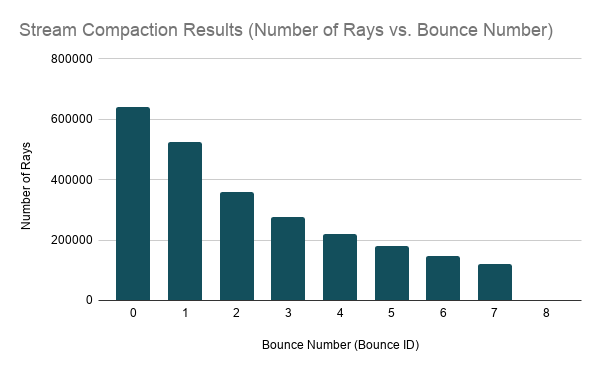 Stream Compaction Results (Number of Rays vs. Bounce Number)
800000
600000
400000
200000
0
Number of Rays
0 1 2 3 4 5 6 7 8
Bounce Number (Bounce ID)